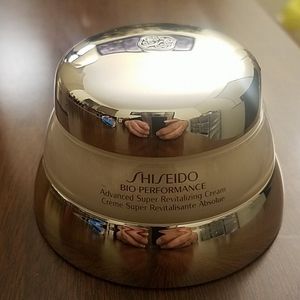 SHISEIDO
BIO-PERFORMANCE
Advanced Super Revitalizing Cream
Crème Super Revitalisante Absolue